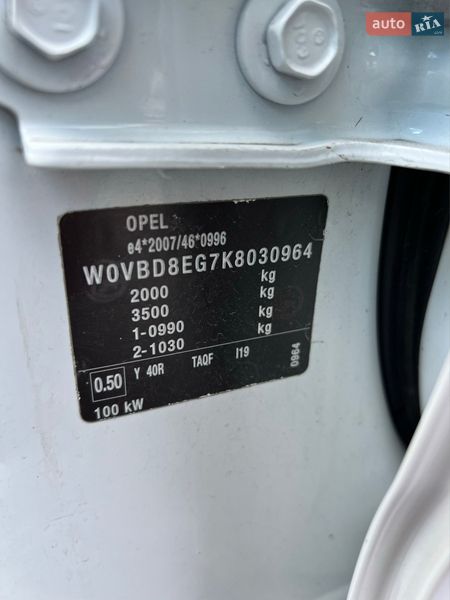 auto RIA .com
OPEL
e4*2007/46*0996
W0VBD8EG7K8030964
2000 kg
3500 kg
1-0990 kg
2-1030
0.50 Y 40R TAQF I19 0964
100 kW